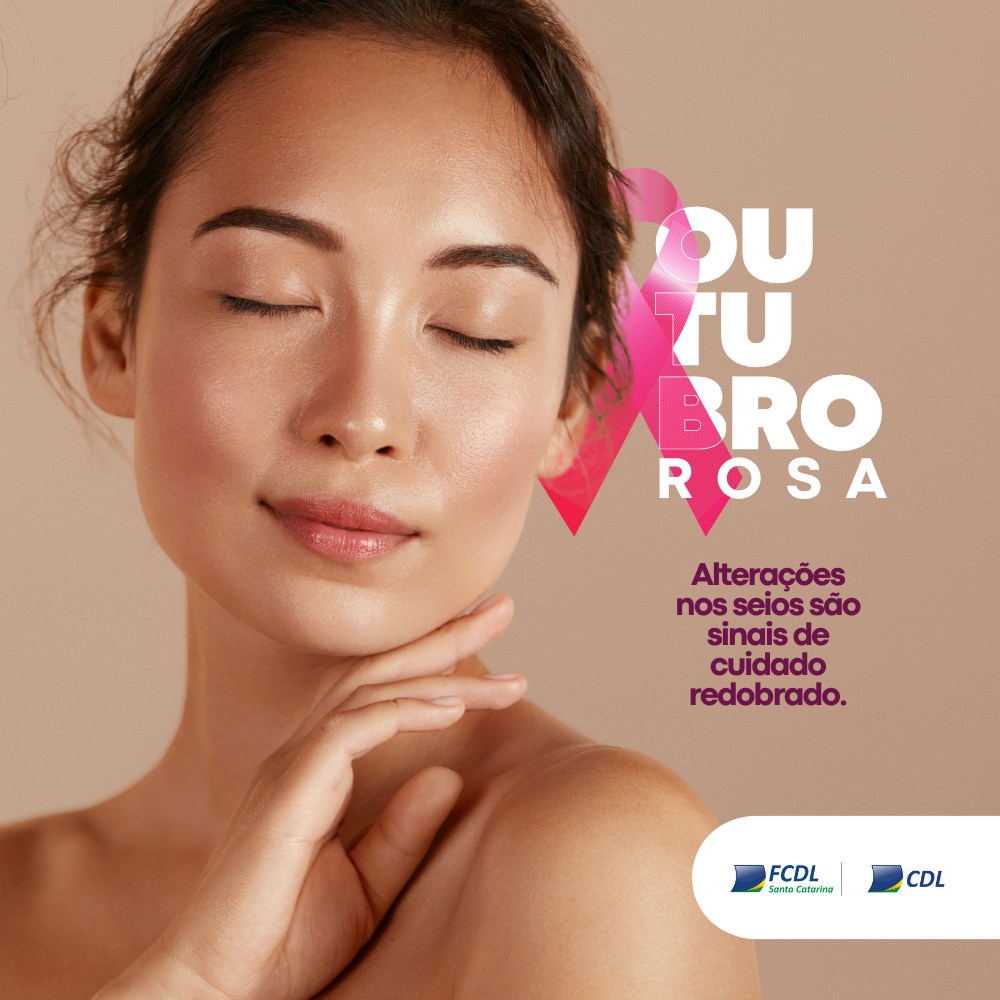 OU
TU
BRO
ROSA
Alterações
nos seios são
sinais de
cuidado
redobrado.
FCDL
Santa Catarina
CDL